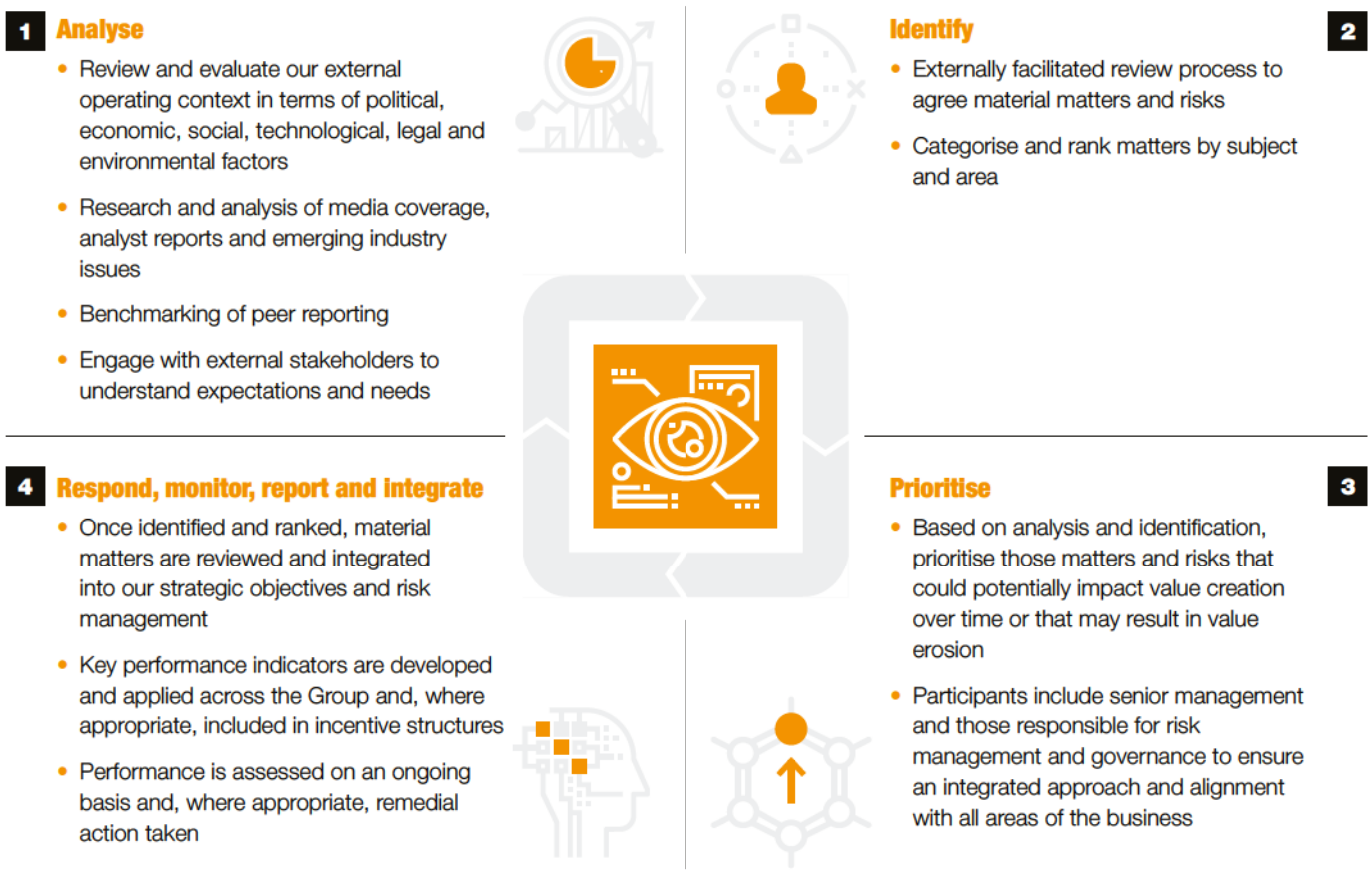 1 Analyse
• Review and evaluate our external
operating context in terms of political,
economic, social, technological, legal and
environmental factors
• Research and analysis of media coverage,
analyst reports and emerging industry
issues
• Benchmarking of peer reporting
• Engage with external stakeholders to
understand expectations and needs
Identify 2
• Externally facilitated review process to
agree material matters and risks
• Categorise and rank matters by subject
and area
Prioritise 3
• Based on analysis and identification,
prioritise those matters and risks that
could potentially impact value creation
over time or that may result in value
erosion
• Participants include senior management
and those responsible for risk
management and governance to ensure
an integrated approach and alignment
with all areas of the business
4 Respond, monitor, report and integrate
• Once identified and ranked, material
matters are reviewed and integrated
into our strategic objectives and risk
management
• Key performance indicators are developed
and applied across the Group and, where
appropriate, included in incentive structures
• Performance is assessed on an ongoing
basis and, where appropriate, remedial
action taken